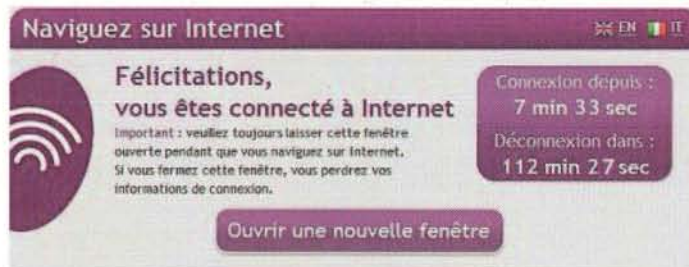 Naviguez sur Internet
EN IT
Félicitations,
vous êtes connecté à Internet
Important : veuillez toujours laisser cette fenêtre
ouverte pendant que vous naviguez sur Internet.
Si vous fermez cette fenêtre, vous perdrez vos
informations de connexion.
Connexion depuis :
7 min 33 sec
Déconnexion dans :
112 min 27 sec
Ouvrir une nouvelle fenêtre